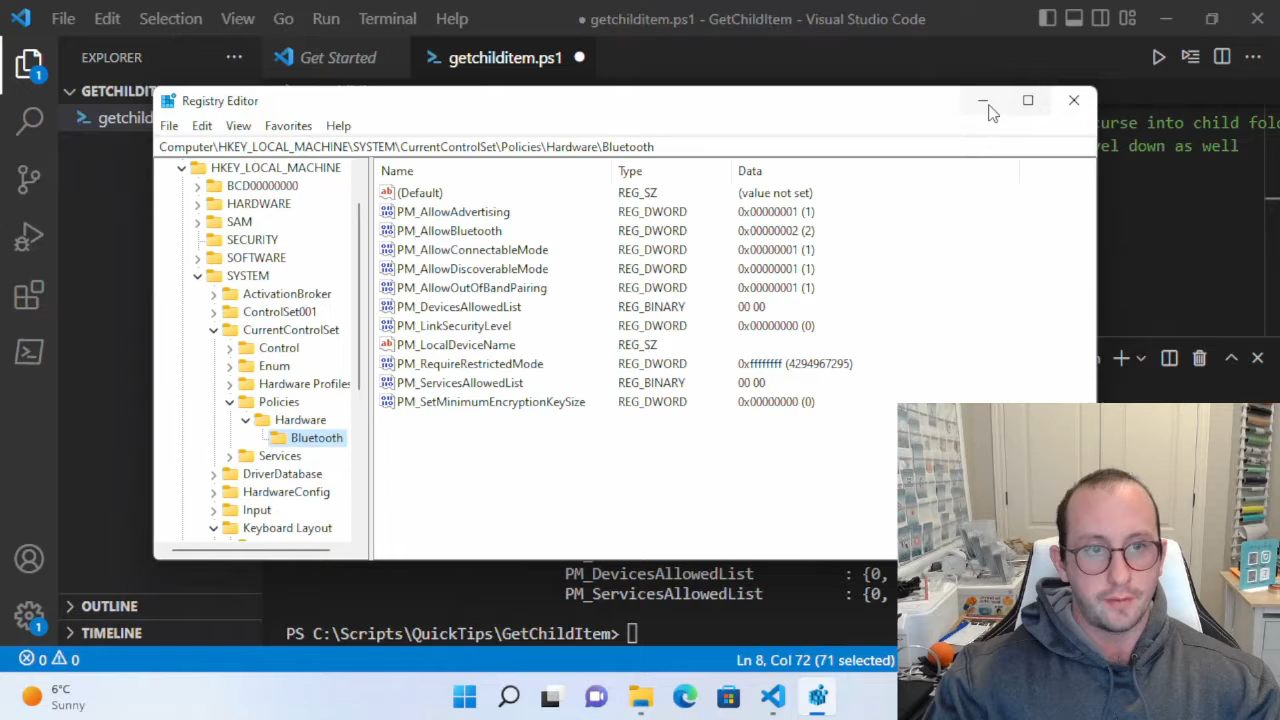 File Edit Selection View Go Run Terminal Help
getchilditem.ps1 - GetChildItem - Visual Studio Code
EXPLORER
Get Started
getchilditem.ps1
1
Registry Editor
File Edit View Favorites Help
Computer\HKEY_LOCAL_MACHINE\SYSTEM\CurrentControlSet\Policies\Hardware\Bluetooth
HKEY_LOCAL_MACHINE
BCD00000000
HARDWARE
SAM
SECURITY
SOFTWARE
SYSTEM
ActivationBroker
ControlSet001
CurrentControlSet
Control
Enum
Hardware Profiles
Policies
Hardware
Bluetooth
Services
DriverDatabase
HardwareConfig
Input
Keyboard Layout
Name Type Data
(Default) REG_SZ (value not set)
PM_AllowAdvertising REG_DWORD 0x00000001 (1)
PM_AllowBluetooth REG_DWORD 0x00000002 (2)
PM_AllowConnectableMode REG_DWORD 0x00000001 (1)
PM_AllowDiscoverableMode REG_DWORD 0x00000001 (1)
PM_AllowOutOfBandPairing REG_DWORD 0x00000001 (1)
PM_DevicesAllowedList REG_BINARY 00 00
PM_LinkSecurityLevel REG_DWORD 0x00000000 (0)
PM_LocalDeviceName REG_SZ
PM_RequireRestrictedMode REG_DWORD 0xffffffff (4294967295)
PM_ServicesAllowedList REG_BINARY 00 00
PM_SetMinimumEncryptionKeySize REG_DWORD 0x00000000 (0)
into child
as well
PM_DevicesAllowedList : {0,
PM_ServicesAllowedList : {0,
PS C:\Scripts\QuickTips\GetChildItem>
OUTLINE
TIMELINE
1
0 0
Ln 8, Col 72 (71 selected)
6°C
Sunny